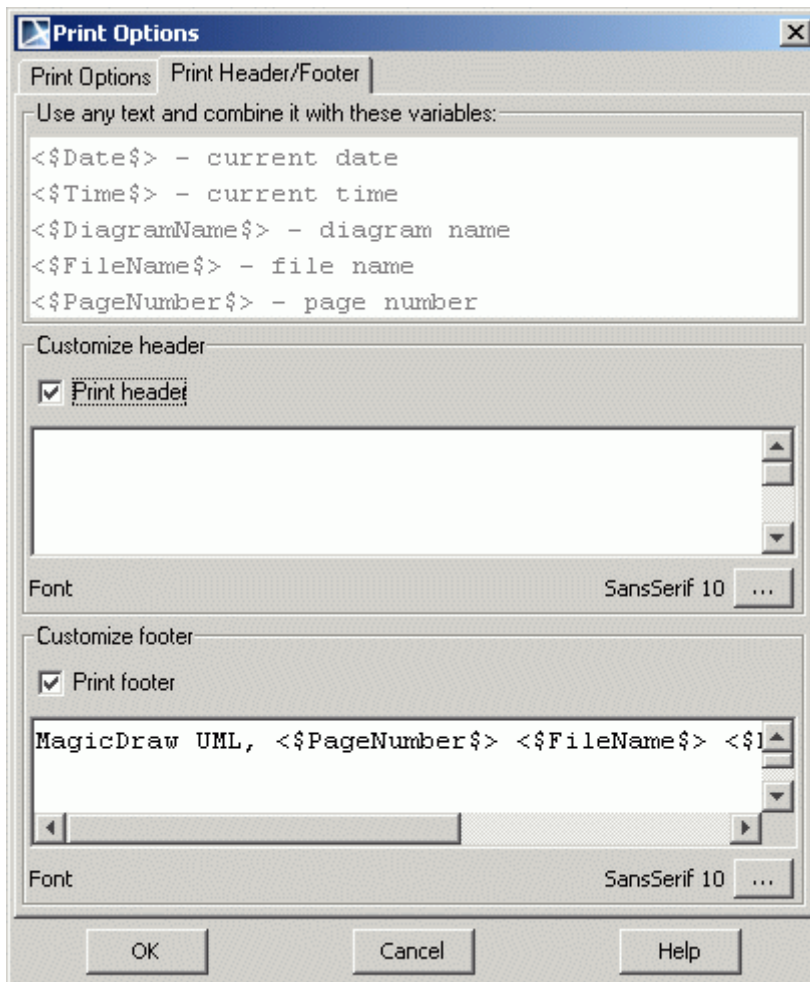 Print Options
Print Options Print Header/Footer
Use any text and combine it with these variables:
<$Date$> - current date
<$Time$> - current time
<$DiagramName$> - diagram name
<$FileName$> - file name
<$PageNumber$> - page number
Customize header
Print header
Font SansSerif 10 ...
Customize footer
Print footer
MagicDraw UML, <$PageNumber$> <$FileName$> <$
Font SansSerif 10 ...
OK Cancel Help